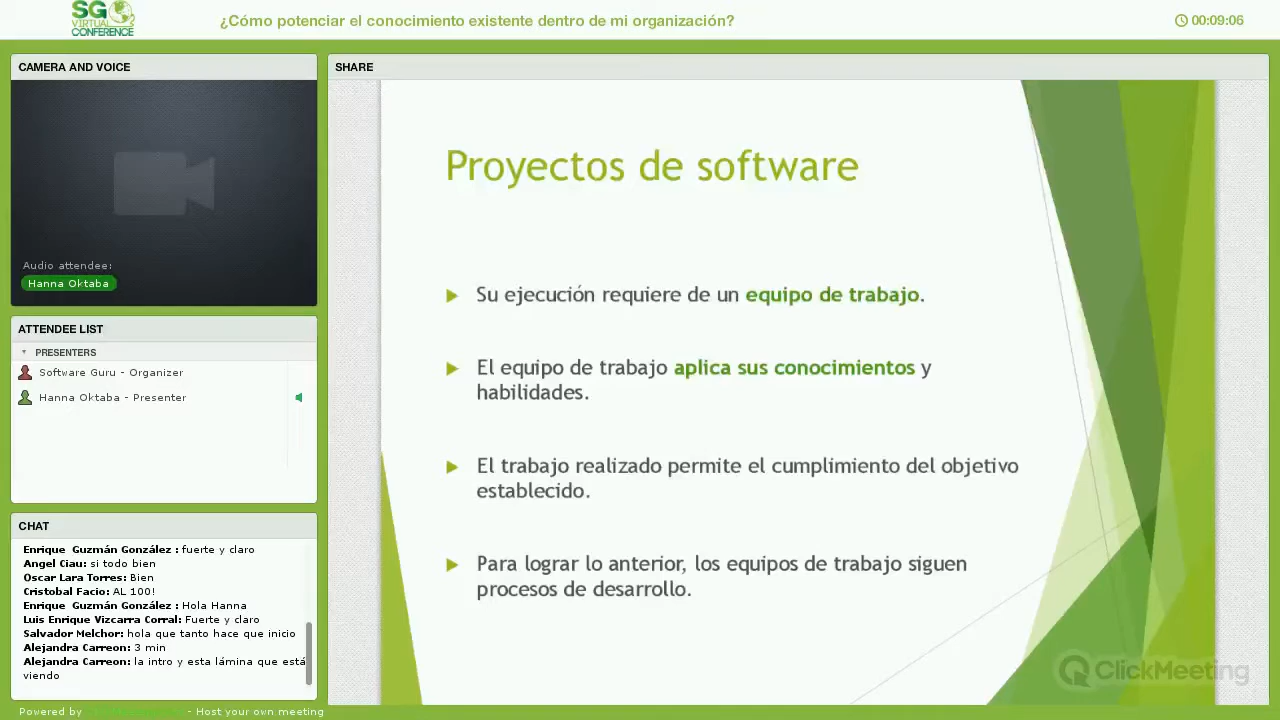 SG
VIRTUAL
CONFERENCE
¿Cómo potenciar el conocimiento existente dentro de mi organización?
00:09:06
CAMERA AND VOICE
Audio attendee:
Hanna Oktaba
ATTENDEE LIST
PRESENTERS
Software Guru - Organizer
Hanna Oktaba - Presenter
CHAT
Enrique Guzmán González : fuerte y claro
Angel Ciau: si todo bien
Oscar Lara Torres: Bien
Cristobal Facio: AL 100!
Enrique Guzmán González : Hola Hanna
Luis Enrique Vizcarra Corral: Fuerte y claro
Salvador Melchor: hola que tanto hace que inicio
Alejandra Carreon: 3 min
Alejandra Carreon: la intro y esta lámina que está
viendo
Powered by - Host your own meeting
SHARE
Proyectos de software
Su ejecución requiere de un equipo de trabajo.
El equipo de trabajo aplica sus conocimientos y
habilidades.
El trabajo realizado permite el cumplimiento del objetivo
establecido.
Para lograr lo anterior, los equipos de trabajo siguen
procesos de desarrollo.
ClickMeeting